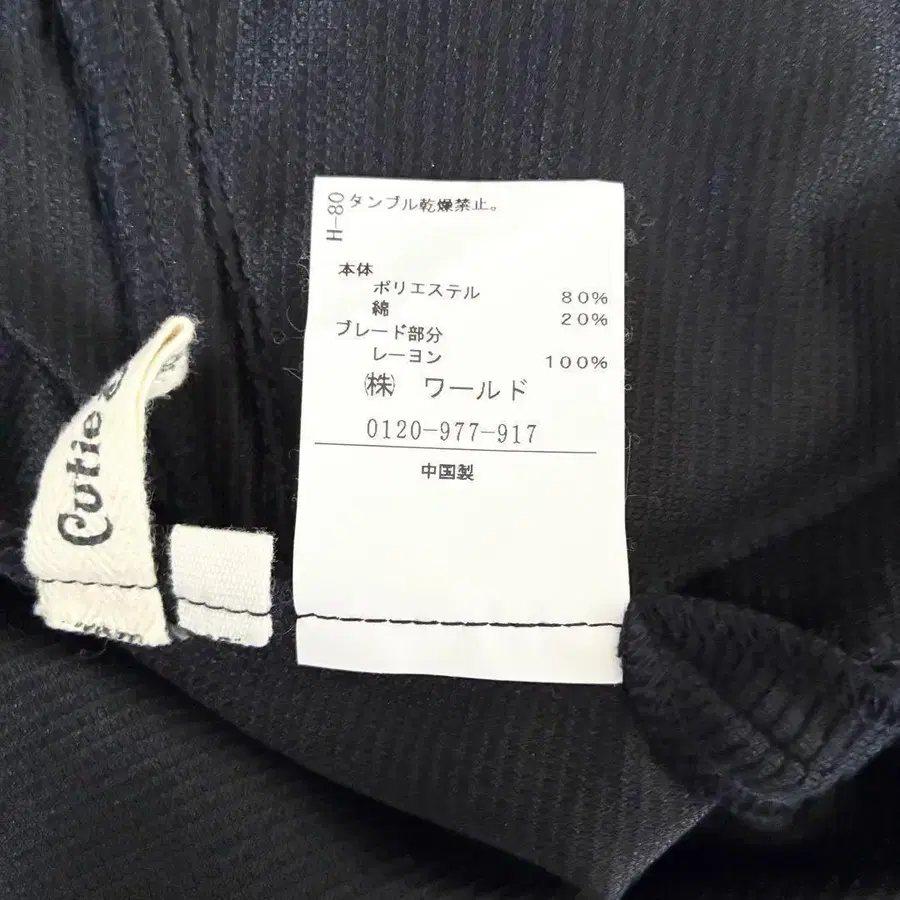 H-80
タンブル乾燥禁止。
本体
ポリエステル 80%
綿 20%
ブレード部分
レーヨン 100%
㈱ ワールド
0120-977-917
中国製
Cutie